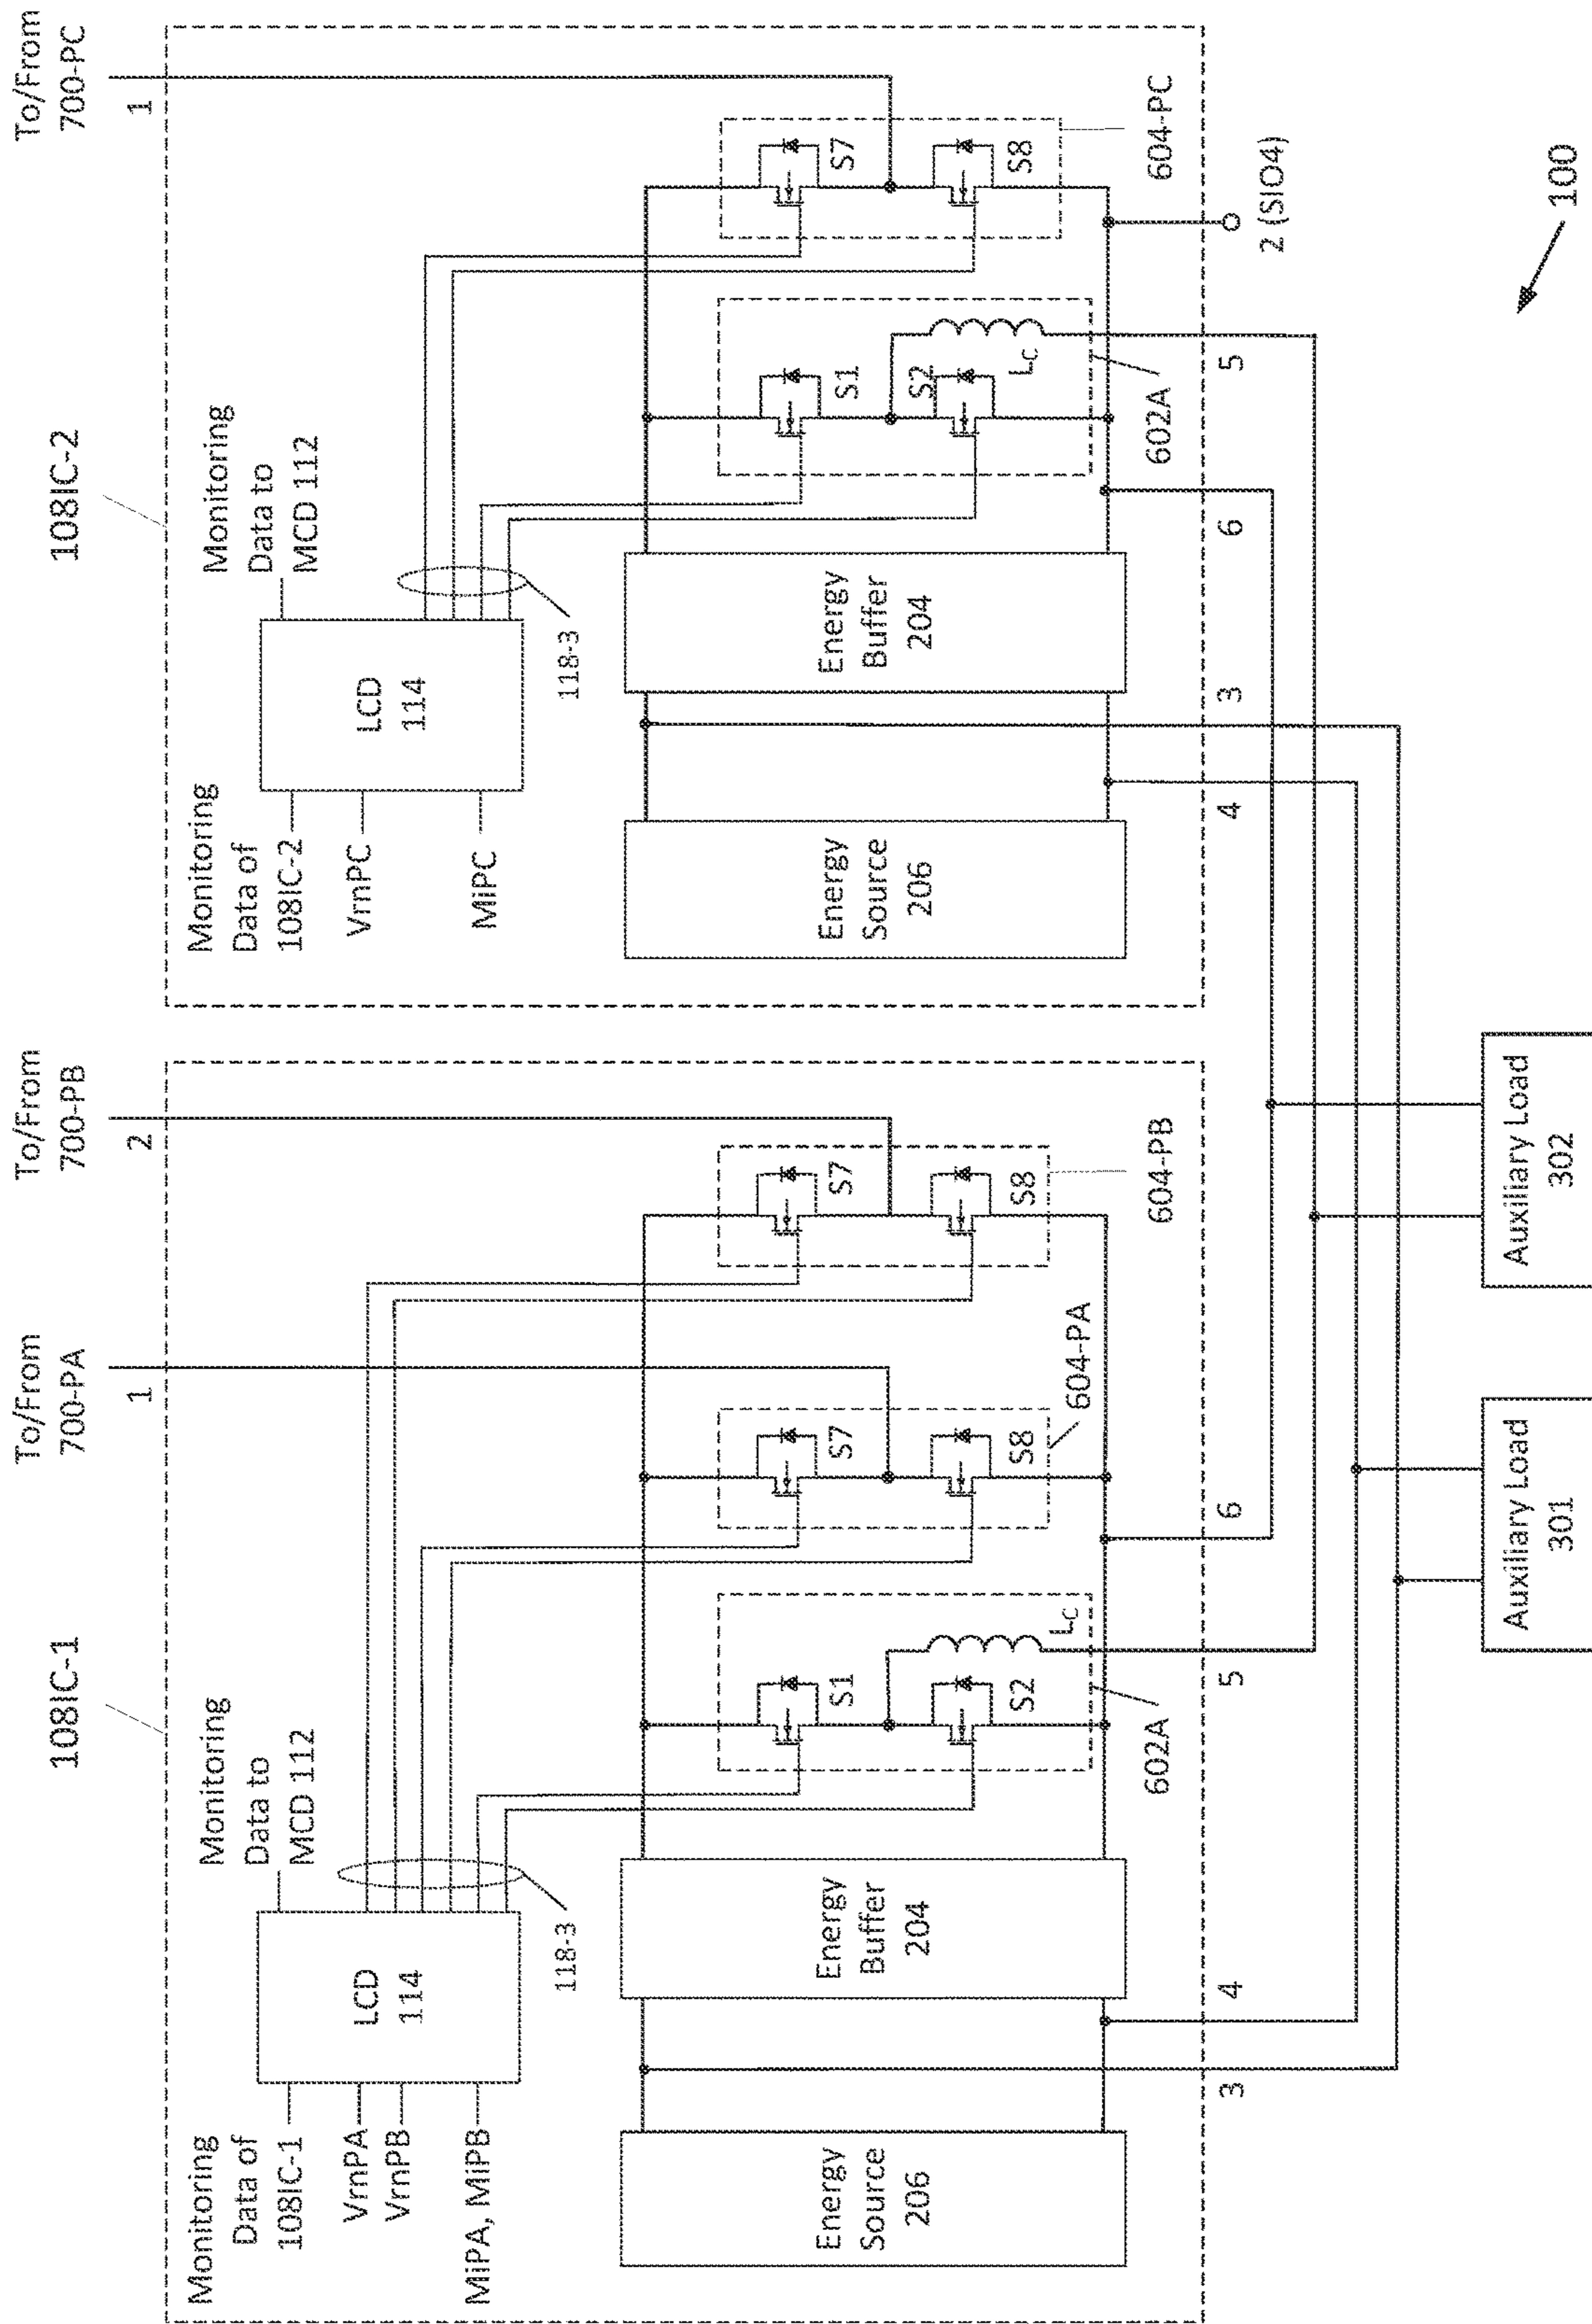 108IC-1
To/From
700-PA
1
To/From
700-PB
2
Monitoring
Data to
MCD 112
Monitoring
Data of
108IC-1
VrnPA
VrnPB
MiPA, MiPB
LCD
114
118-3
Energy
Source
206
Energy
Buffer
204
S1
S2
LC
602A
S7
S8
604-PA
S7
S8
604-PB
3
4
5
6
108IC-2
To/From
700-PC
1
Monitoring
Data to
MCD 112
Monitoring
Data of
108IC-2
VrnPC
MiPC
LCD
114
118-3
Energy
Source
206
Energy
Buffer
204
S1
S2
LC
602A
S7
S8
604-PC
4
3
6
5
2 (SIO4)
Auxiliary Load
301
Auxiliary Load
302
100